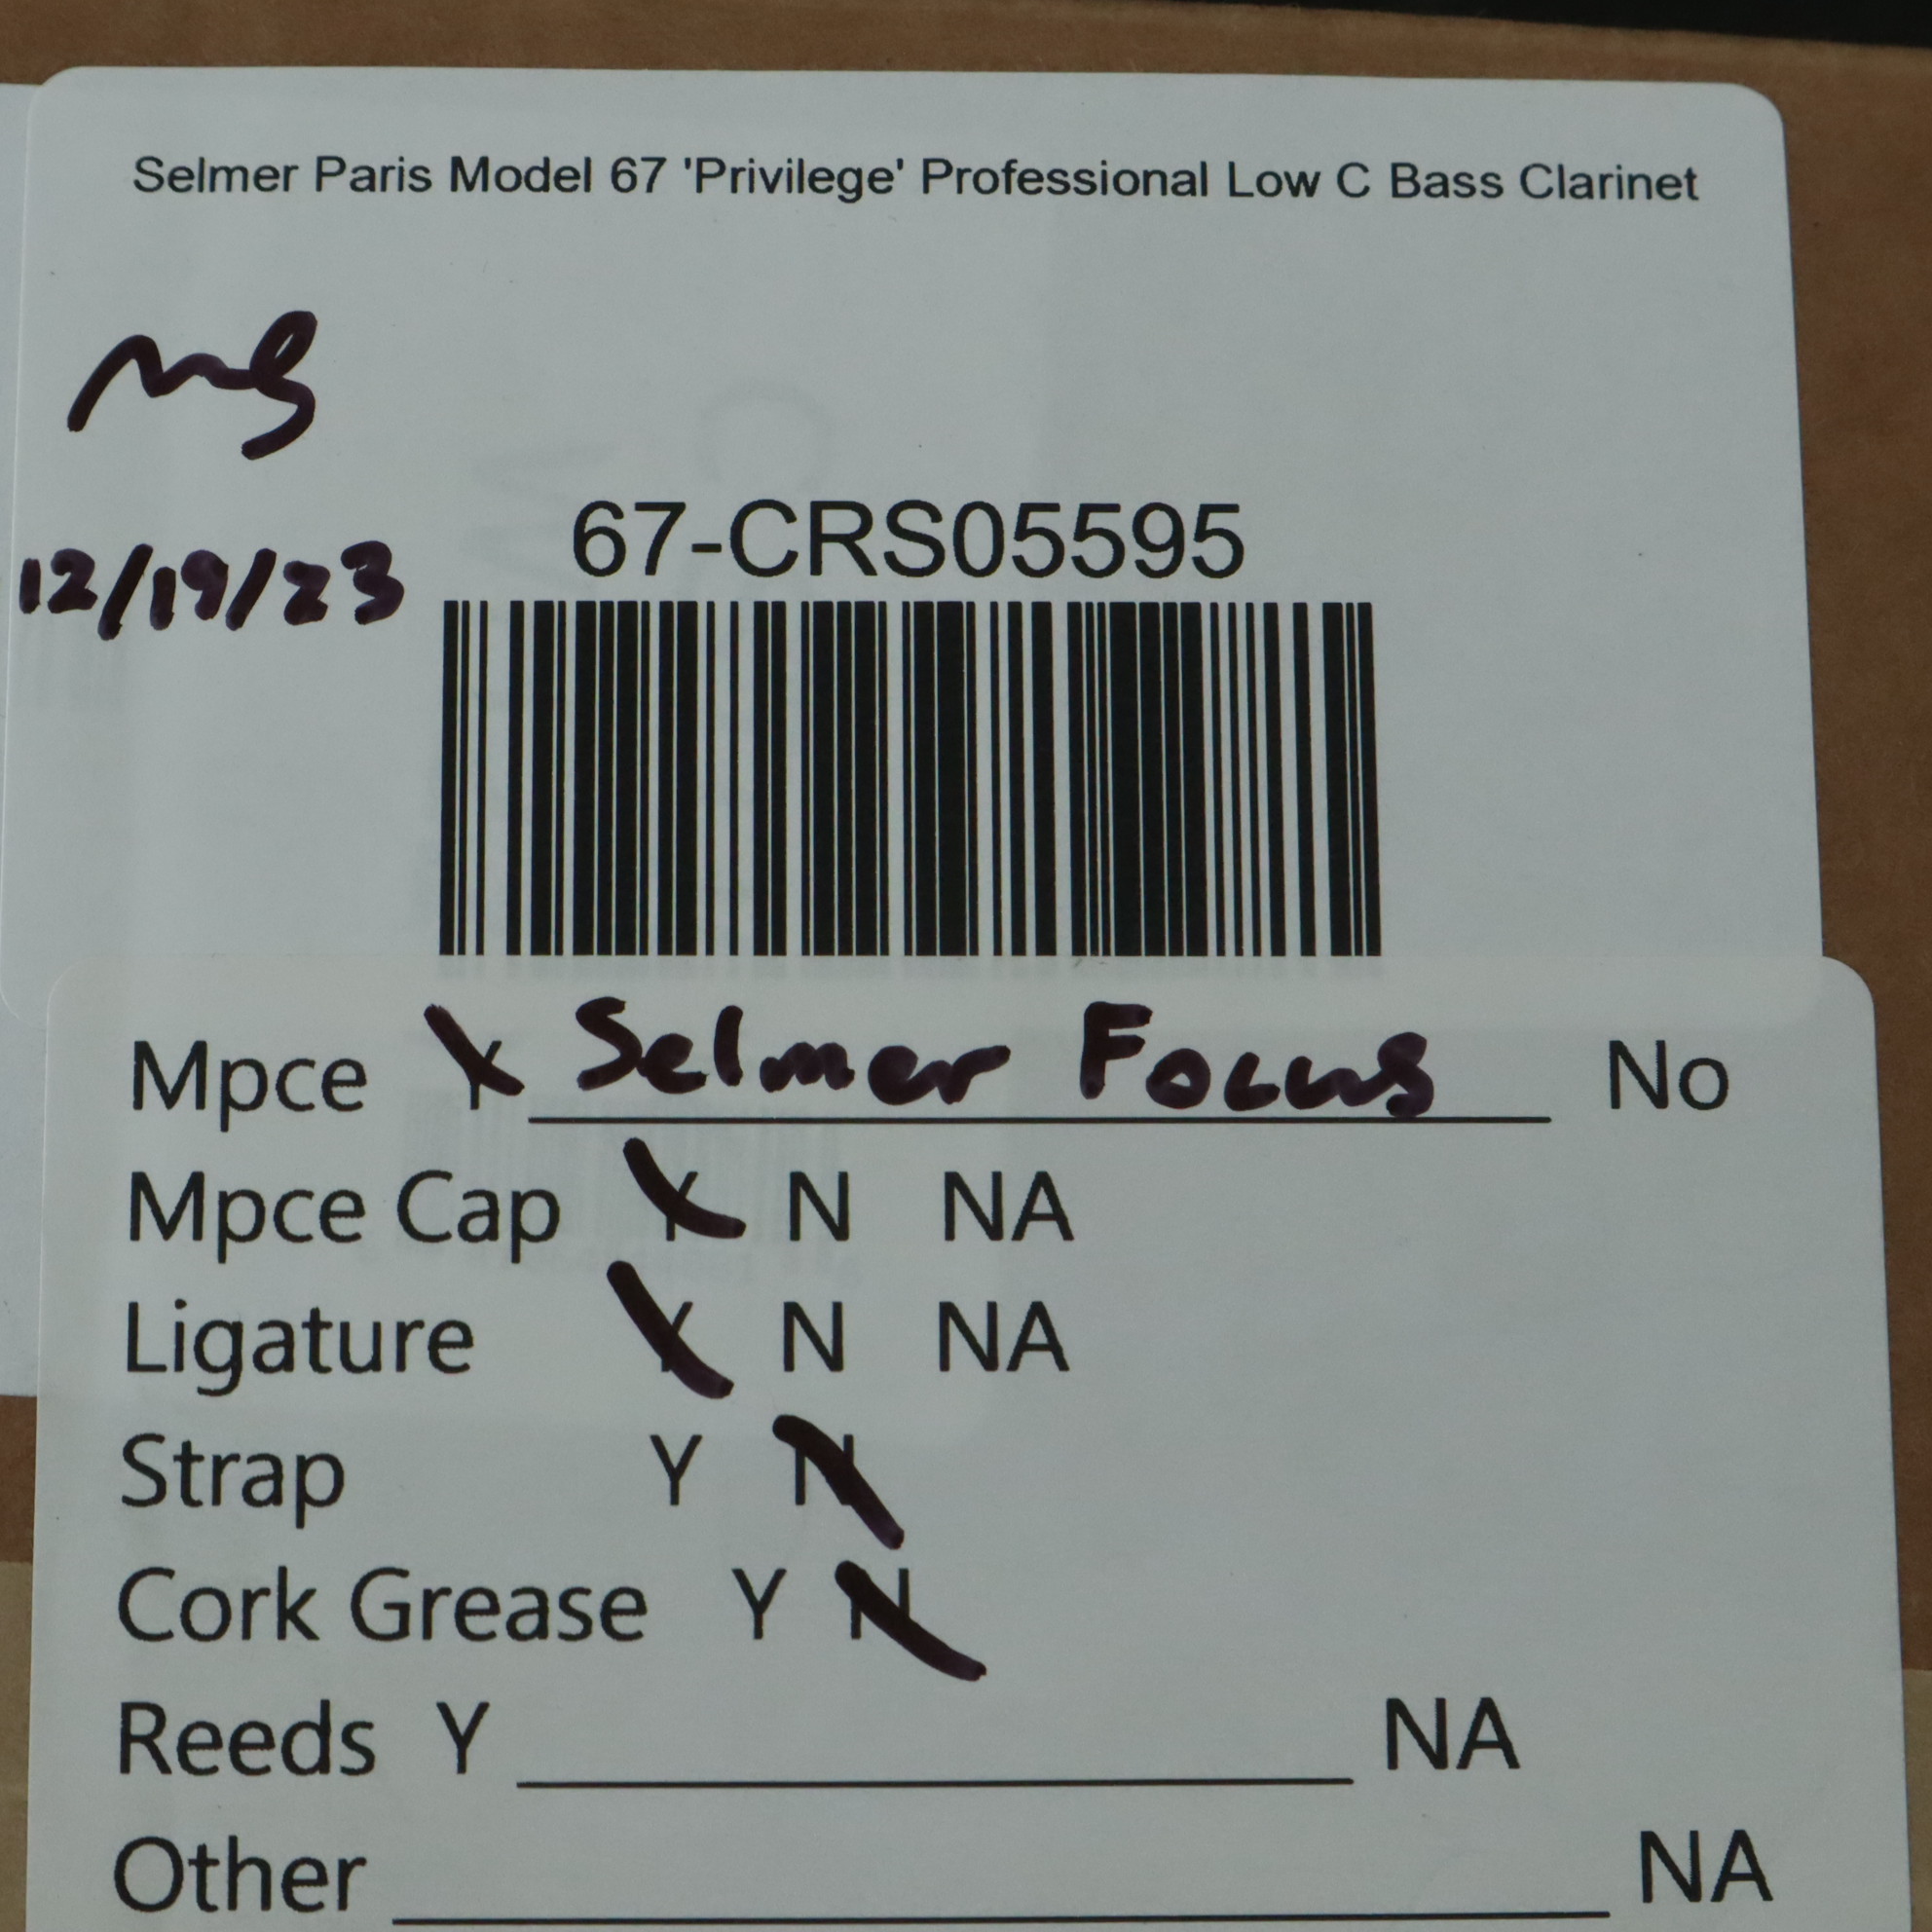 Selmer Paris Model 67 'Privilege' Professional Low C Bass Clarinet
67-CRS05595
12/19/23
Mpce Y Selmer Focus No
Mpce Cap Y N NA
Ligature Y N NA
Strap Y N
Cork Grease Y N
Reeds Y NA
Other NA